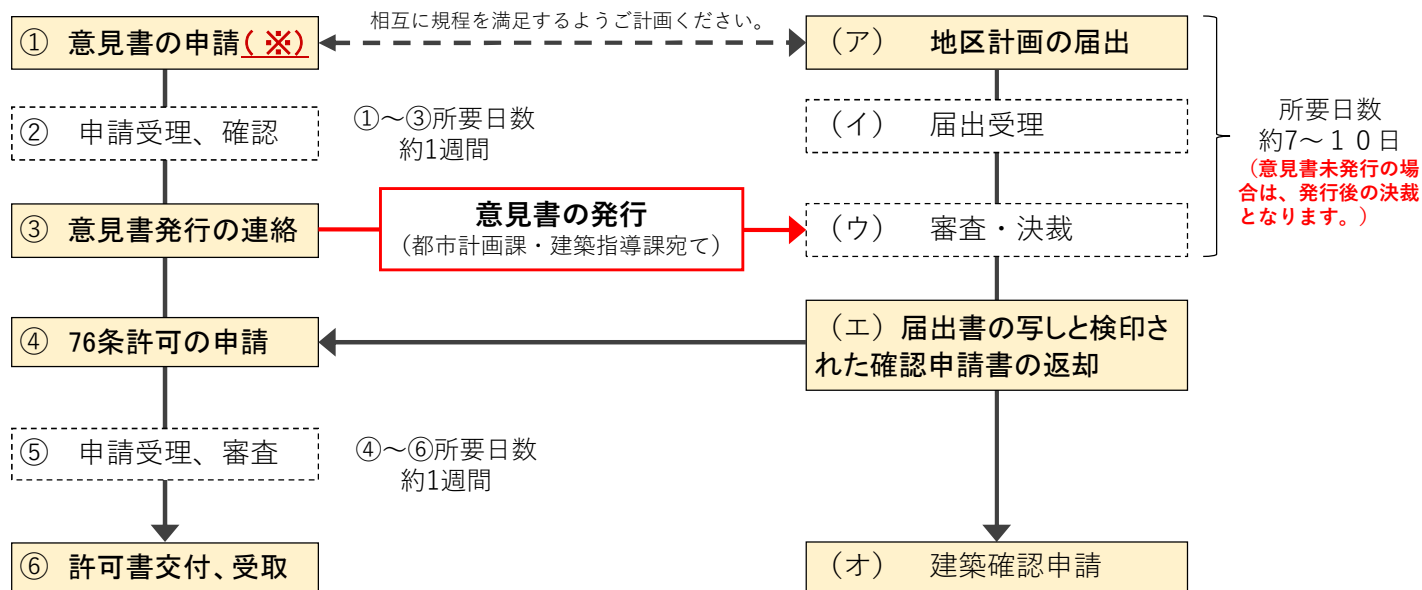 相互に規程を満足するようご計画ください。
① 意見書の申請(※)
(ア) 地区計画の届出
② 申請受理、確認
①～③所要日数
約1週間
(イ) 届出受理
所要日数
約7～１０日
(意見書未発行の場
合は、発行後の決裁
となります。)
③ 意見書発行の連絡
意見書の発行
(都市計画課・建築指導課宛て)
(ウ) 審査・決裁
④ 76条許可の申請
(エ)届出書の写しと検印さ
れた確認申請書の返却
⑤ 申請受理、審査
④～⑥所要日数
約1週間
⑥ 許可書交付、受取
(オ) 建築確認申請